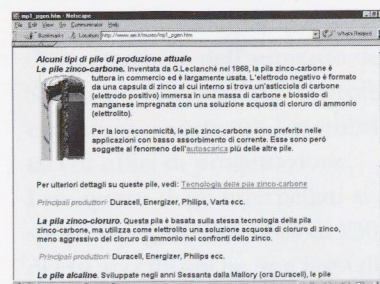 mp1_pgen.htm - Netscape
File Edit View Go Communicator Help
Bookmarks Location: http://www.aei.it/museo/mp1_pgen.htm What's Related
Alcuni tipi di pile di produzione attuale
Le pile zinco-carbone. Inventata da G.Leclanché nel 1868, la pila zinco-carbone è
tuttora in commercio ed è largamente usata. L'elettrodo negativo è formato
da una capsula di zinco al cui interno si trova un'asticciola di carbone
(elettrodo positivo) immersa in una massa di carbone e biossido di
manganese impregnata con una soluzione acquosa di cloruro di ammonio
(elettrolito).
Per la loro economicità, le pile zinco-carbone sono preferite nelle
applicazioni con basso assorbimento di corrente. Esse sono però
soggette al fenomeno dell'autoscarica più delle altre pile.
Per ulteriori dettagli su queste pile, vedi: Tecnologia delle pile zinco-carbone
Principali produttori: Duracell, Energizer, Philips, Varta ecc.
La pila zinco-cloruro. Questa pila è basata sulla stessa tecnologia della pila
zinco-carbone, ma utilizza come elettrolito una soluzione acquosa di cloruro di zinco,
meno aggressivo del cloruro di ammonio nei confronti dello zinco.
Principali produttori: Duracell, Energizer, Philips ecc.
Le pile alcaline. Sviluppate negli anni Sessanta dalla Mallory (ora Duracell), le pile